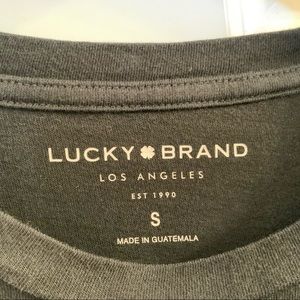 LUCKY BRAND
LOS ANGELES
EST 1990
S
MADE IN GUATEMALA